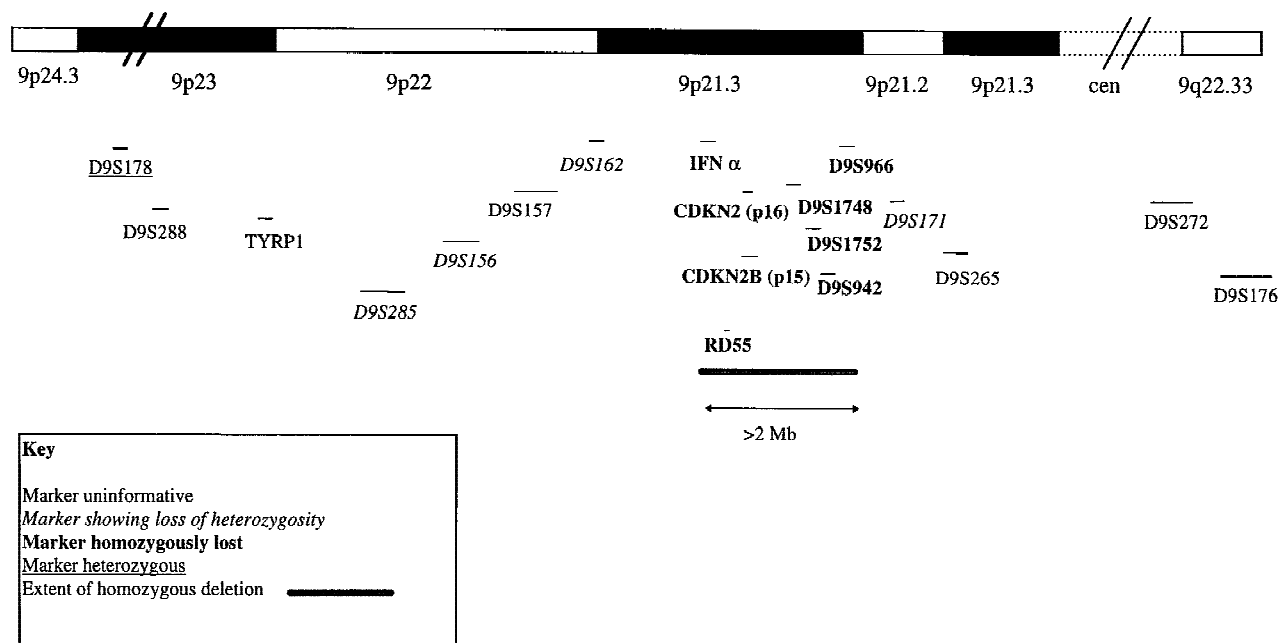 9p24.3 9p23 9p22 9p21.3 9p21.2 9p21.3 cen 9q22.33
D9S178 D9S162 IFN α D9S966
D9S288 TYRP1 D9S157 CDKN2 (p16) D9S1748 D9S171 D9S272
D9S156 D9S1752
D9S285 CDKN2B (p15) D9S942 D9S265 D9S176
RD55
>2 Mb
Key
Marker uninformative
Marker showing loss of heterozygosity
Marker homozygously lost
Marker heterozygous
Extent of homozygous deletion